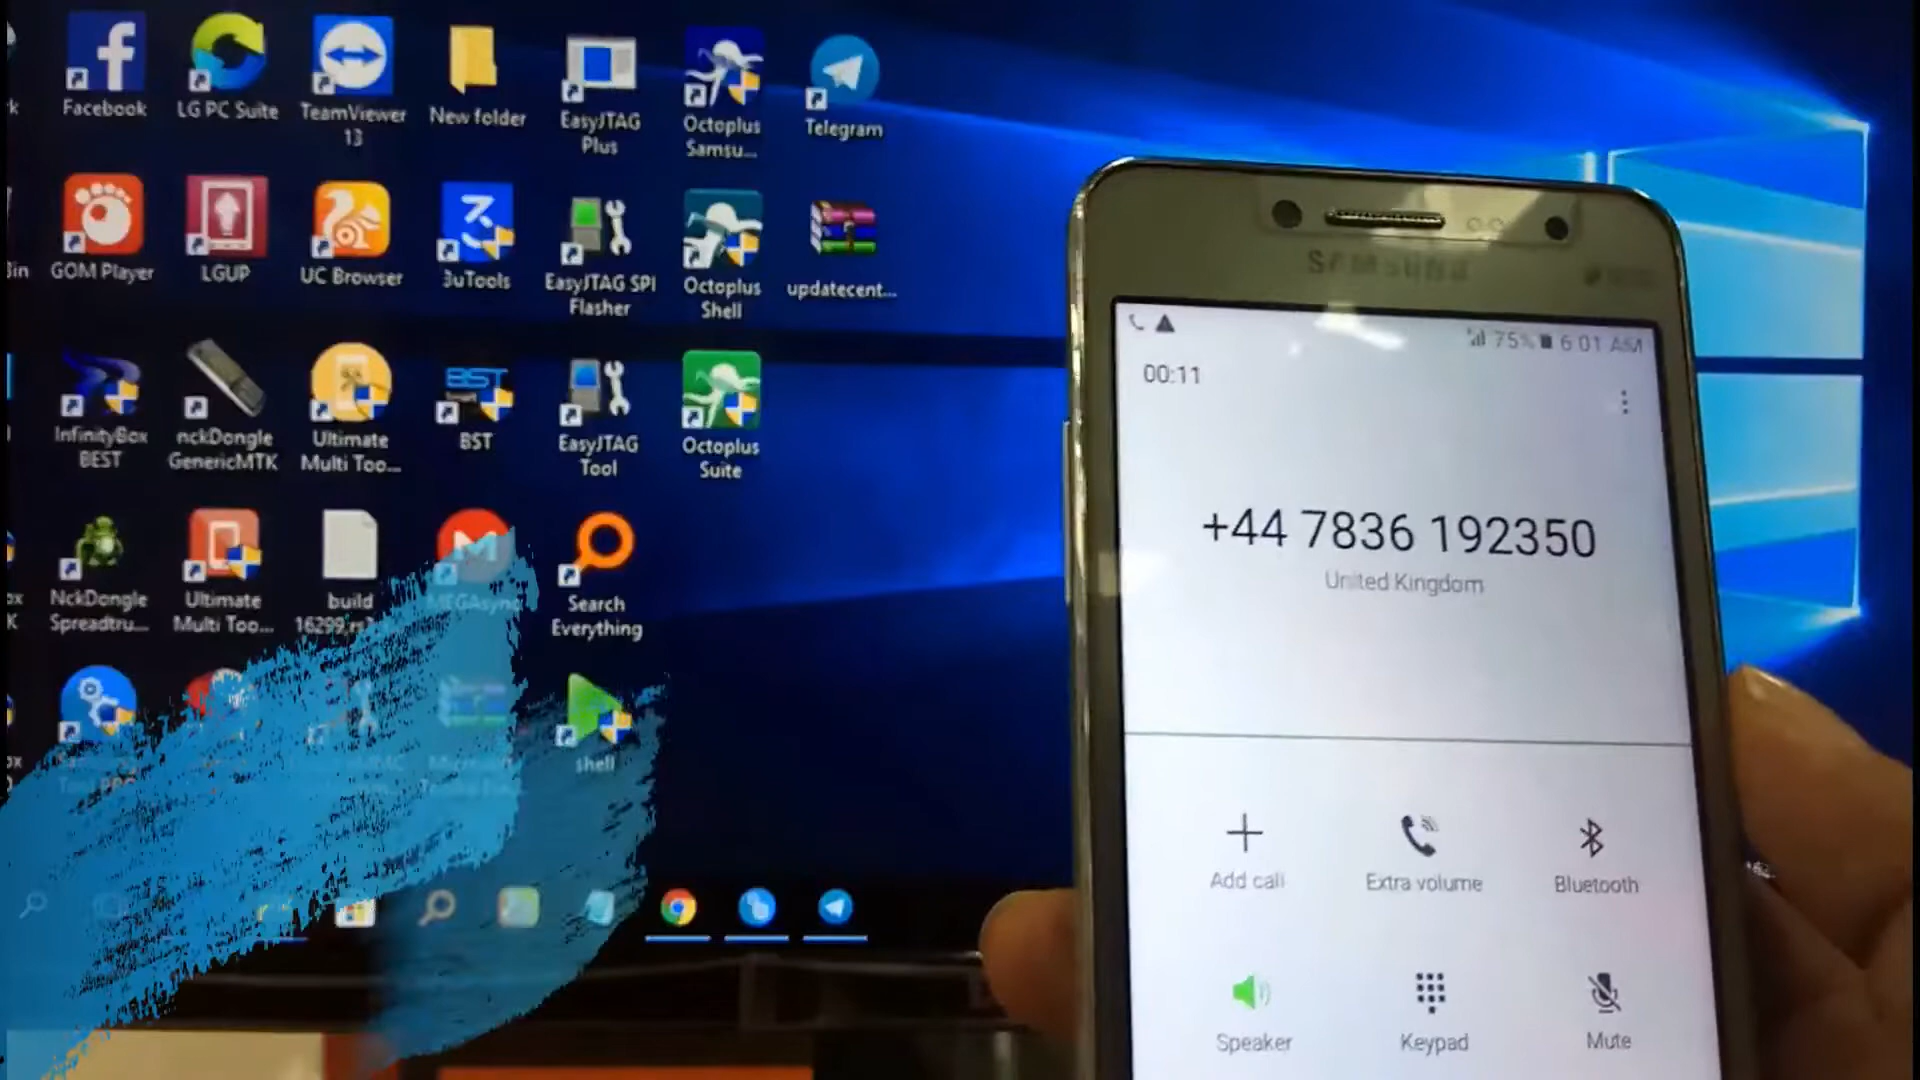 Facebook
LG PC Suite
TeamViewer
13
New folder
EasyJTAG
Plus
Octoplus
Samsu...
Telegram
GOM Player
LGUP
UC Browser
3uTools
EasyJTAG SPI
Flasher
Octoplus
Shell
updatecent...
InfinityBox
BEST
nckDongle
GenericMTK
Ultimate
Multi Too...
BST
BST
EasyJTAG
Tool
Octoplus
Suite
NckDongle
Spreadtru...
Ultimate
Multi Too...
build
MEGAsync
Search
Everything
shell
SAMSUNG
75% 6:01 AM
00:11
+44 7836 192350
United Kingdom
Add call
Extra volume
Bluetooth
Speaker
Keypad
Mute